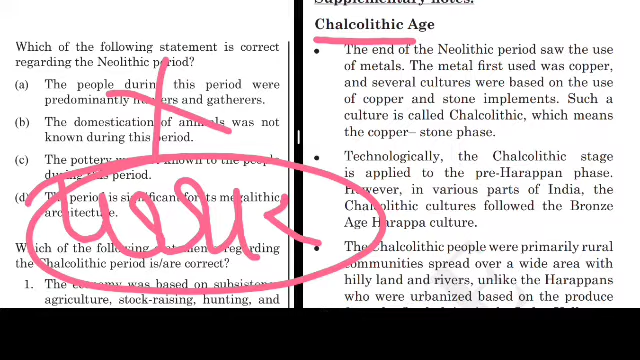 Supplementary notes.
Chalcolithic Age
Which of the following statement is correct
regarding the Neolithic period?
(a) The people during this period were
predominantly hunters and gatherers.
(b) The domestication of animals was not
known during this period.
(c) The pottery known to the people
during this period.
(d) The period is significant for its megalithic
architecture.
Which of the following statements regarding
the Chalcolithic period is/are correct?
1. The economy was based on subsistence
agriculture, stock-raising, hunting, and
• The end of the Neolithic period saw the use
of metals. The metal first used was copper,
and several cultures were based on the use
of copper and stone implements. Such a
culture is called Chalcolithic, which means
the copper– stone phase.
• Technologically, the Chalcolithic stage
is applied to the pre-Harappan phase.
However, in various parts of India, the
Chalcolithic cultures followed the Bronze
Age Harappa culture.
• The Chalcolithic people were primarily rural
communities spread over a wide area with
hilly land and rivers, unlike the Harappans
who were urbanized based on the produce